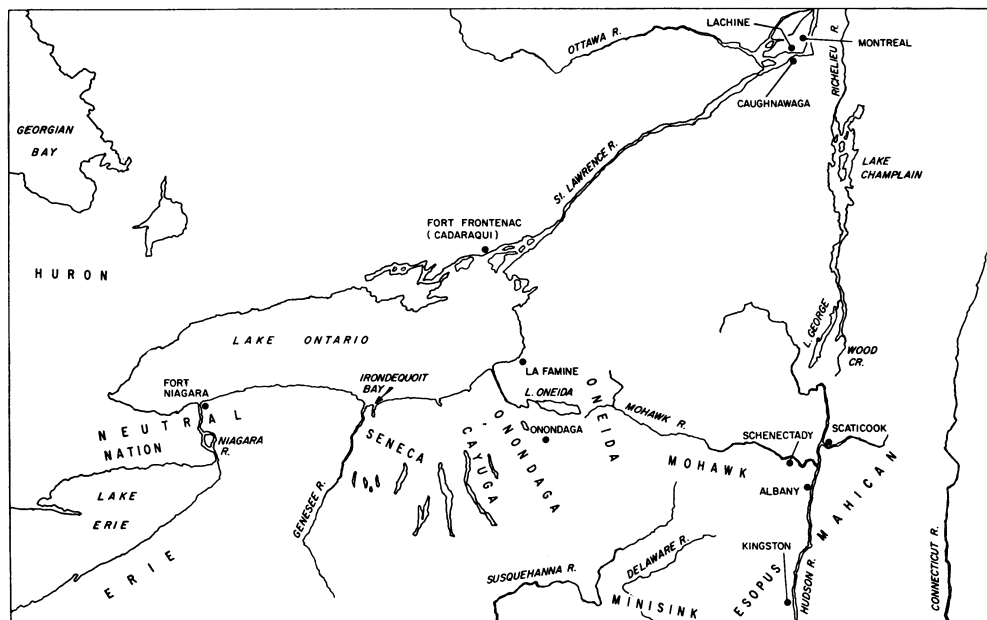 LACHINE
OTTAWA R.
MONTREAL
RICHELIEU R.
CAUGHNAWAGA
GEORGIAN
BAY
LAKE
CHAMPLAIN
St. LAWRENCE R.
FORT FRONTENAC
(CADARAQUI)
HURON
L. GEORGE
LAKE ONTARIO
WOOD
CR.
LA FAMINE
IRONDEQUOIT
BAY
FORT
NIAGARA
L. ONEIDA
ONEIDA
MOHAWK R.
NEUTRAL
NATION
NIAGARA
R.
SENECA
CAYUGA
ONONDAGA
ONONDAGA
SCHENECTADY
SCATICOOK
MOHAWK
ALBANY
MAHICAN
LAKE
ERIE
GENESEE R.
ERIE
KINGSTON
DELAWARE R.
SUSQUEHANNA R.
MINISINK
ESOPUS
HUDSON R.
CONNECTICUT R.